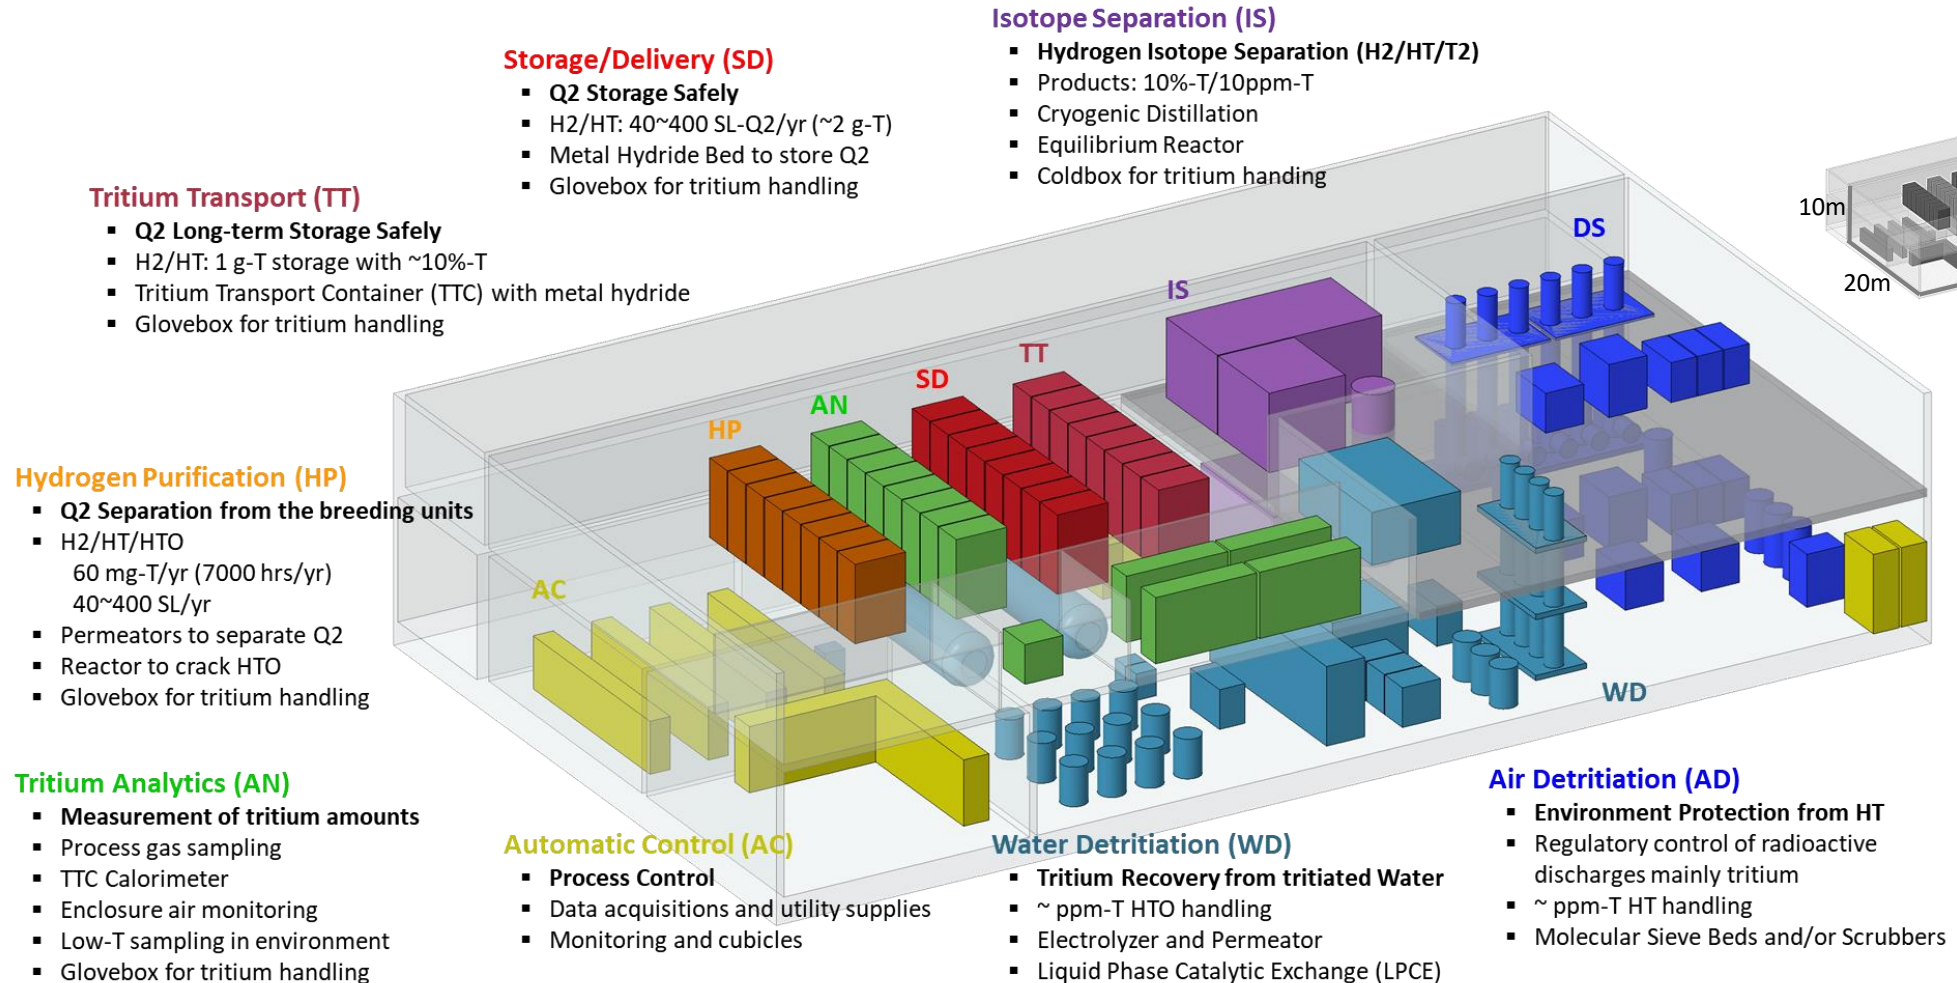 Isotope Separation (IS)
▪ Hydrogen Isotope Separation (H2/HT/T2)
▪ Products: 10%-T/10ppm-T
▪ Cryogenic Distillation
▪ Equilibrium Reactor
▪ Coldbox for tritium handing
Storage/Delivery (SD)
▪ Q2 Storage Safely
▪ H2/HT: 40~400 SL-Q2/yr (~2 g-T)
▪ Metal Hydride Bed to store Q2
▪ Glovebox for tritium handling
Tritium Transport (TT)
▪ Q2 Long-term Storage Safely
▪ H2/HT: 1 g-T storage with ~10%-T
▪ Tritium Transport Container (TTC) with metal hydride
▪ Glovebox for tritium handling
10m
20m
DS
IS
TT
SD
AN
HP
AC
WD
Hydrogen Purification (HP)
▪ Q2 Separation from the breeding units
▪ H2/HT/HTO
60 mg-T/yr (7000 hrs/yr)
40~400 SL/yr
▪ Permeators to separate Q2
▪ Reactor to crack HTO
▪ Glovebox for tritium handling
Tritium Analytics (AN)
▪ Measurement of tritium amounts
▪ Process gas sampling
▪ TTC Calorimeter
▪ Enclosure air monitoring
▪ Low-T sampling in environment
▪ Glovebox for tritium handling
Automatic Control (AC)
▪ Process Control
▪ Data acquisitions and utility supplies
▪ Monitoring and cubicles
Water Detritiation (WD)
▪ Tritium Recovery from tritiated Water
▪ ~ ppm-T HTO handling
▪ Electrolyzer and Permeator
▪ Liquid Phase Catalytic Exchange (LPCE)
Air Detritiation (AD)
▪ Environment Protection from HT
▪ Regulatory control of radioactive
discharges mainly tritium
▪ ~ ppm-T HT handling
▪ Molecular Sieve Beds and/or Scrubbers